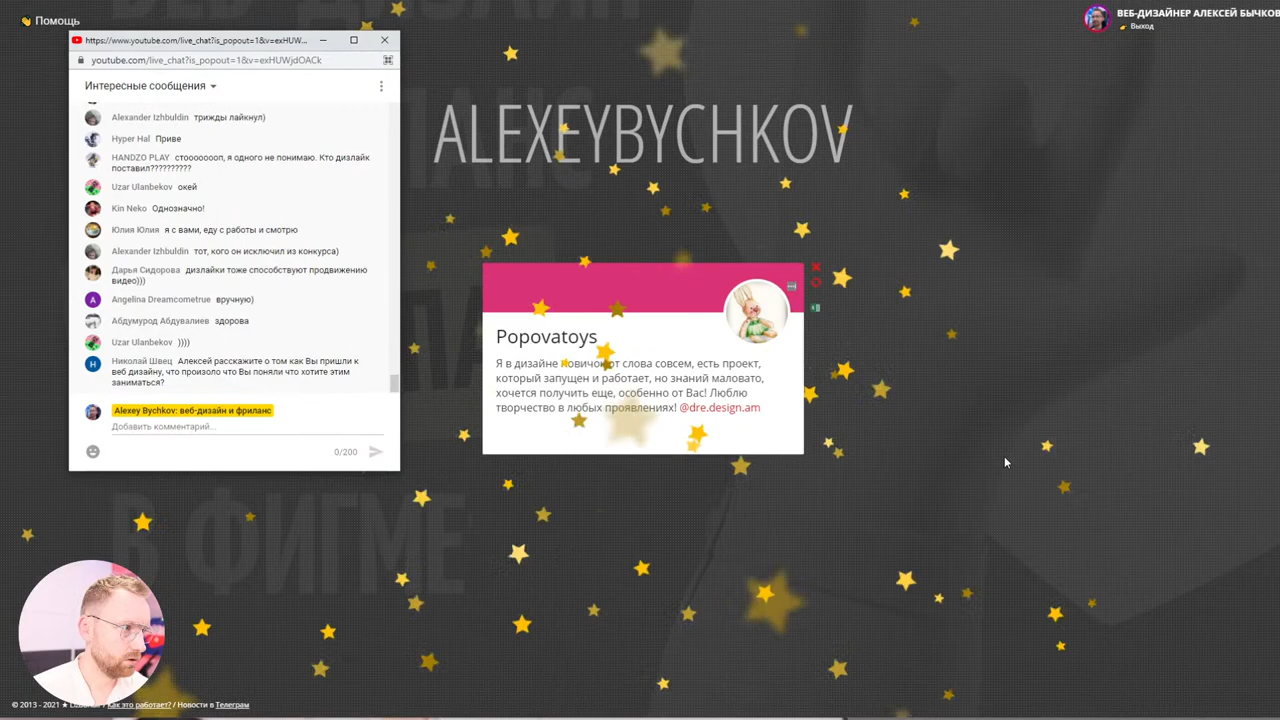 👋 Помощь
ВЕБ-ДИЗАЙНЕР АЛЕКСЕЙ БЫЧКОВ
Выход
https://www.youtube.com/live_chat?is_popout=1&v=exHUW...
youtube.com/live_chat?is_popout=1&v=exHUWjdOACk
Интересные сообщения
Alexander Izhbuldin трижды лайкнул)
Hyper Hal Приве
HANDZO PLAY стоооооооп, я одного не понимаю. Кто дизлайк
поставил??????????
Uzar Ulanbekov окей
Kin Neko Однозначно!
Юлия Юлия я с вами, еду с работы и смотрю
Alexander Izhbuldin тот, кого он исключил из конкурса)
Дарья Сидорова дизлайки тоже способствуют продвижению
видео)))
Angelina Dreamcometrue вручную)
Абдумурод Абдувалиев здорова
Uzar Ulanbekov ))))
Николай Швец Алексей расскажите о том как Вы пришли к
веб дизайну, что произоло что Вы поняли что хотите этим
заниматься?
Alexey Bychkov: веб-дизайн и фриланс
Добавить комментарий...
0/200
ALEXEYBYCHKOV
Popovatoys
Я в дизайне новичок от слова совсем, есть проект,
который запущен и работает, но знаний маловато,
хочется получить еще, особенно от Вас! Люблю
творчество в любых проявлениях! @dre.design.am
В ФИГМЕ
© 2013 - 2021 ★
/ Как это работает? / Новости в Телеграм